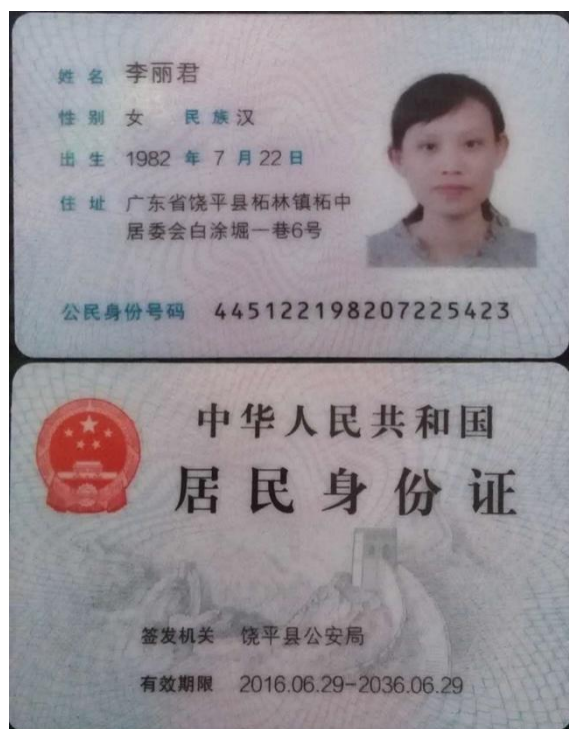 姓名 李丽君
性别 女 民族 汉
出生 1982 年 7 月 22 日
住址 广东省饶平县柘林镇柘中
居委会白涂堀一巷6号
公民身份号码 445122198207225423
中华人民共和国
居民身份证
签发机关 饶平县公安局
有效期限 2016.06.29-2036.06.29